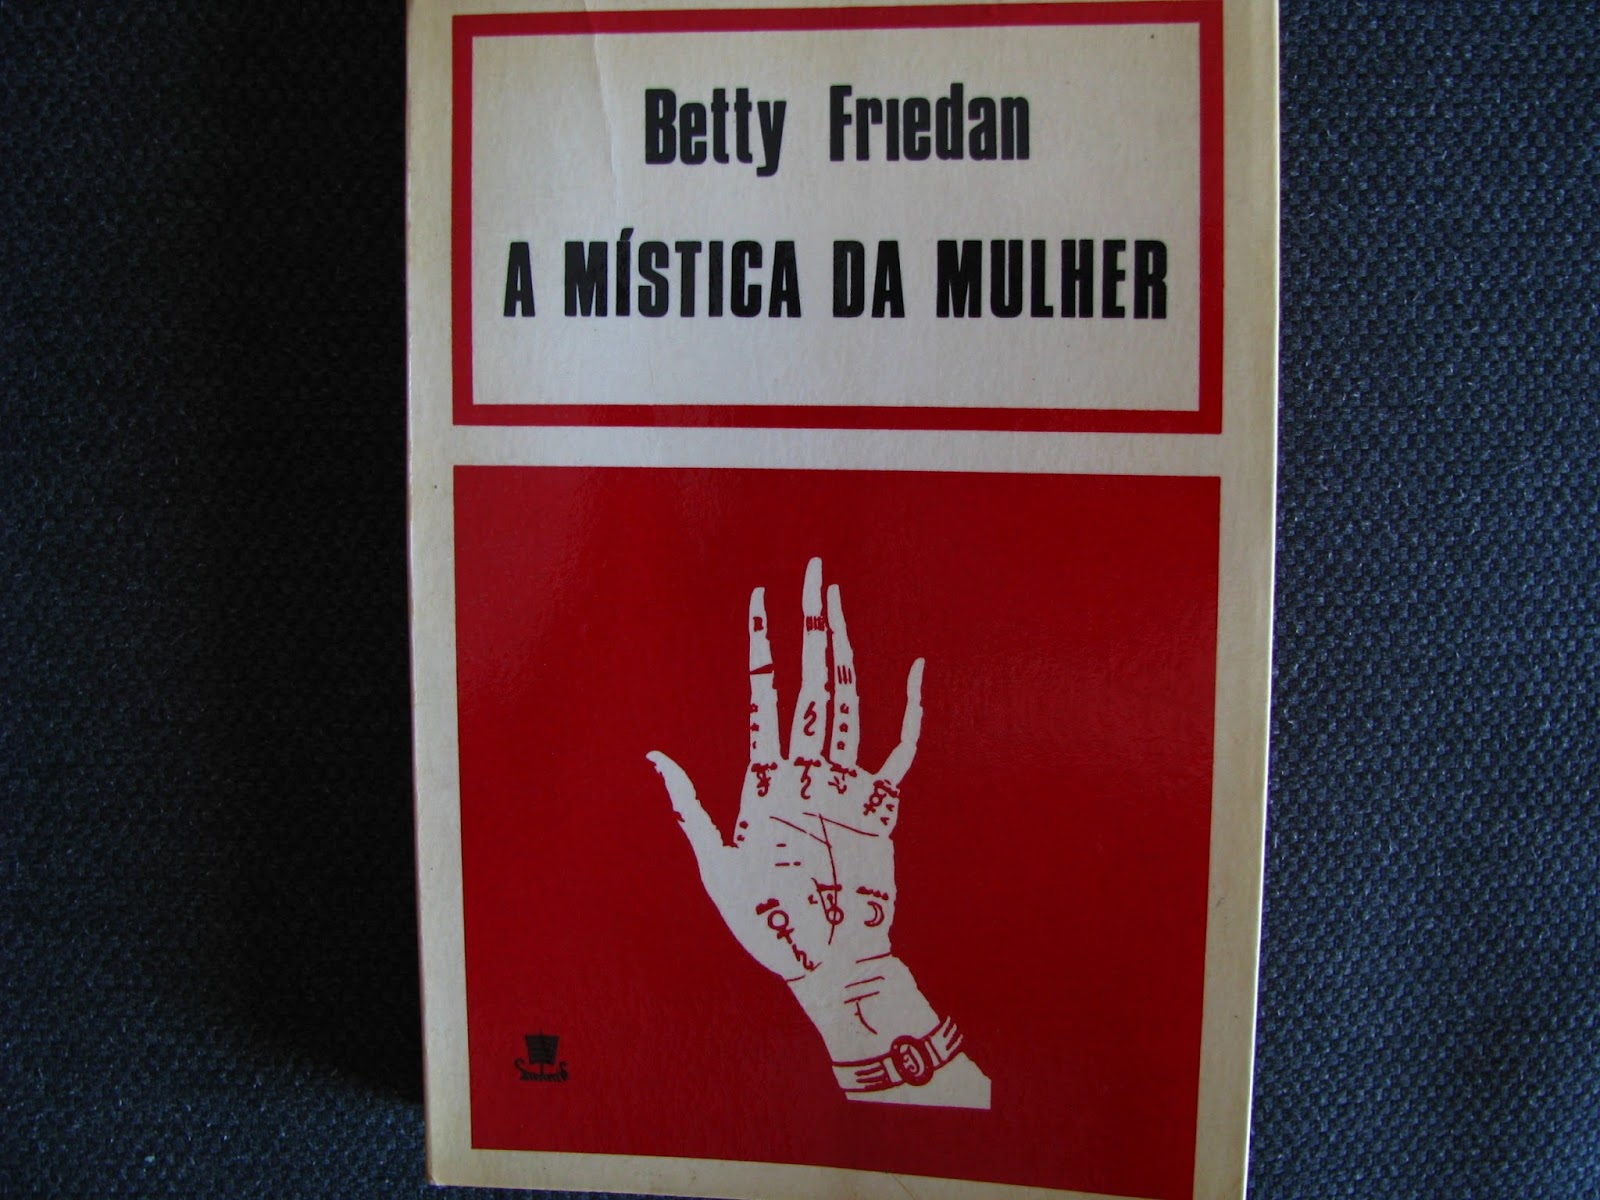 Betty Friedan
A MÍSTICA DA MULHER